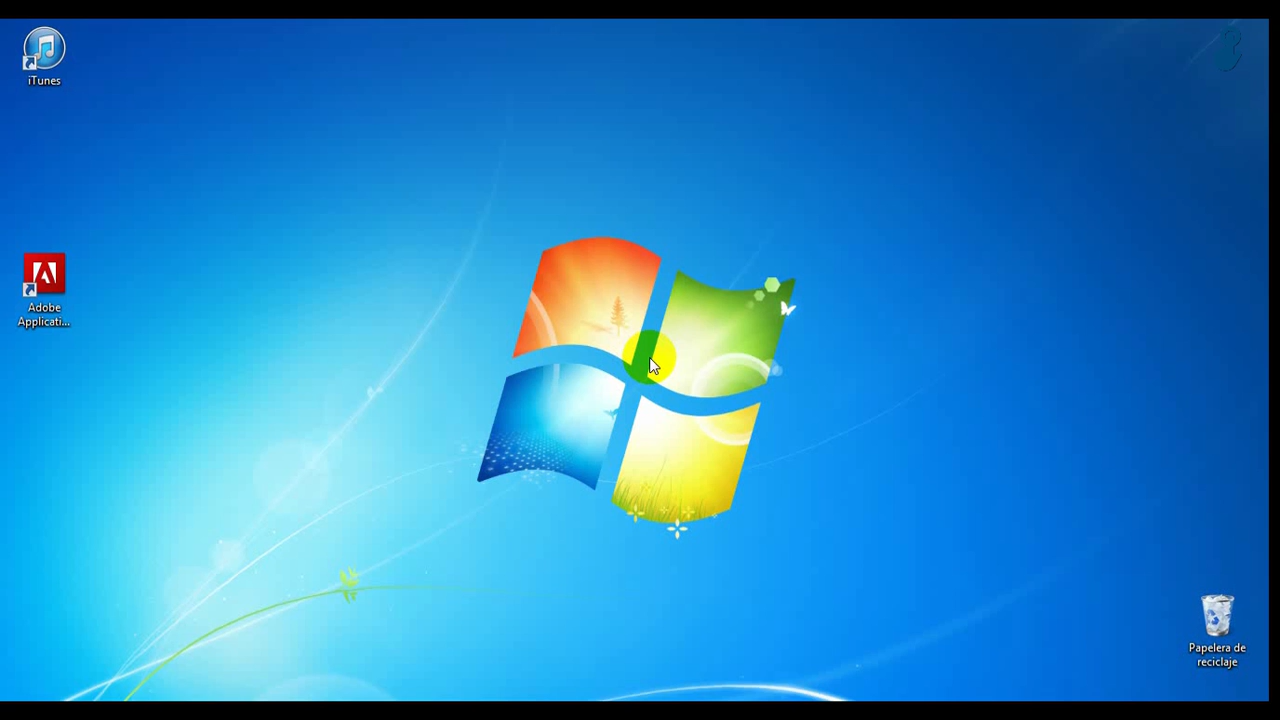 iTunes
Adobe
Applicati...
Papelera de
reciclaje